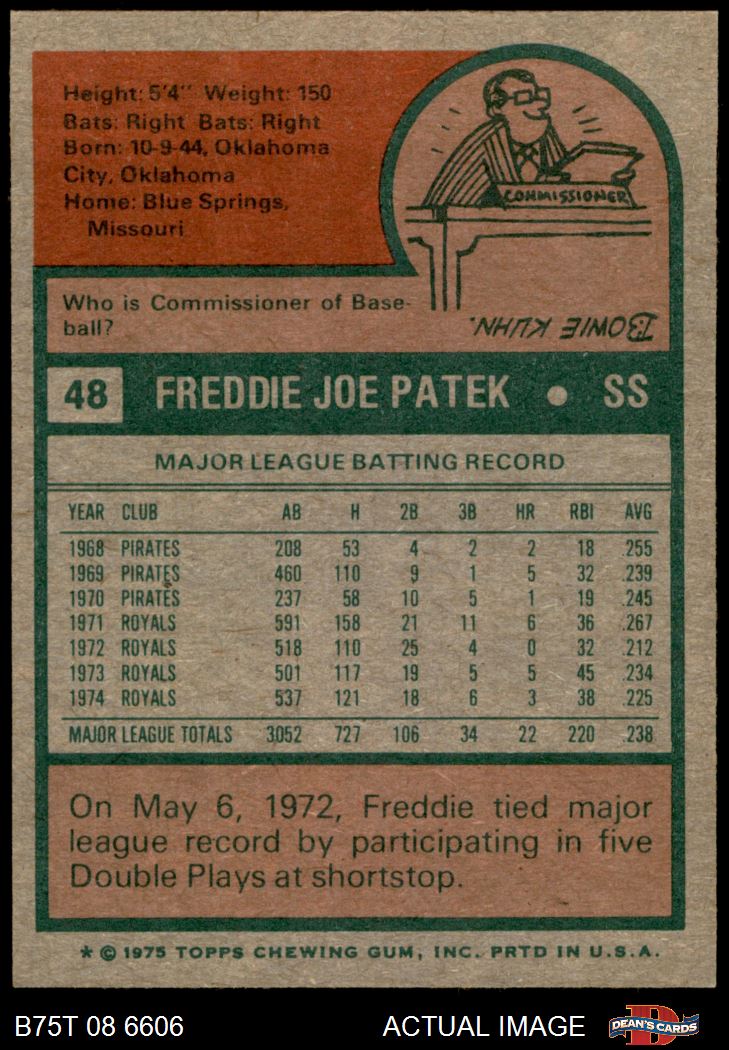 Height: 5'4" Weight: 150
Bats: Right Bats: Right
Born: 10-9-44, Oklahoma
City, Oklahoma
Home: Blue Springs,
Missouri
COMMISSIONER
Who is Commissioner of Base-
ball?
BOWIE KUHN.
48 FREDDIE JOE PATEK • SS
MAJOR LEAGUE BATTING RECORD
YEAR CLUB AB H 2B 3B HR RBI AVG
1968 PIRATES 208 53 4 2 2 18 .255
1969 PIRATES 460 110 9 1 5 32 .239
1970 PIRATES 237 58 10 5 1 19 .245
1971 ROYALS 591 158 21 11 6 36 .267
1972 ROYALS 518 110 25 4 0 32 .212
1973 ROYALS 501 117 19 5 5 45 .234
1974 ROYALS 537 121 18 6 3 38 .225
MAJOR LEAGUE TOTALS 3052 727 106 34 22 220 .238
On May 6, 1972, Freddie tied major
league record by participating in five
Double Plays at shortstop.
* © 1975 TOPPS CHEWING GUM, INC. PRTD IN U.S.A.
B75T 08 6606 ACTUAL IMAGE D DEAN'S CARDS